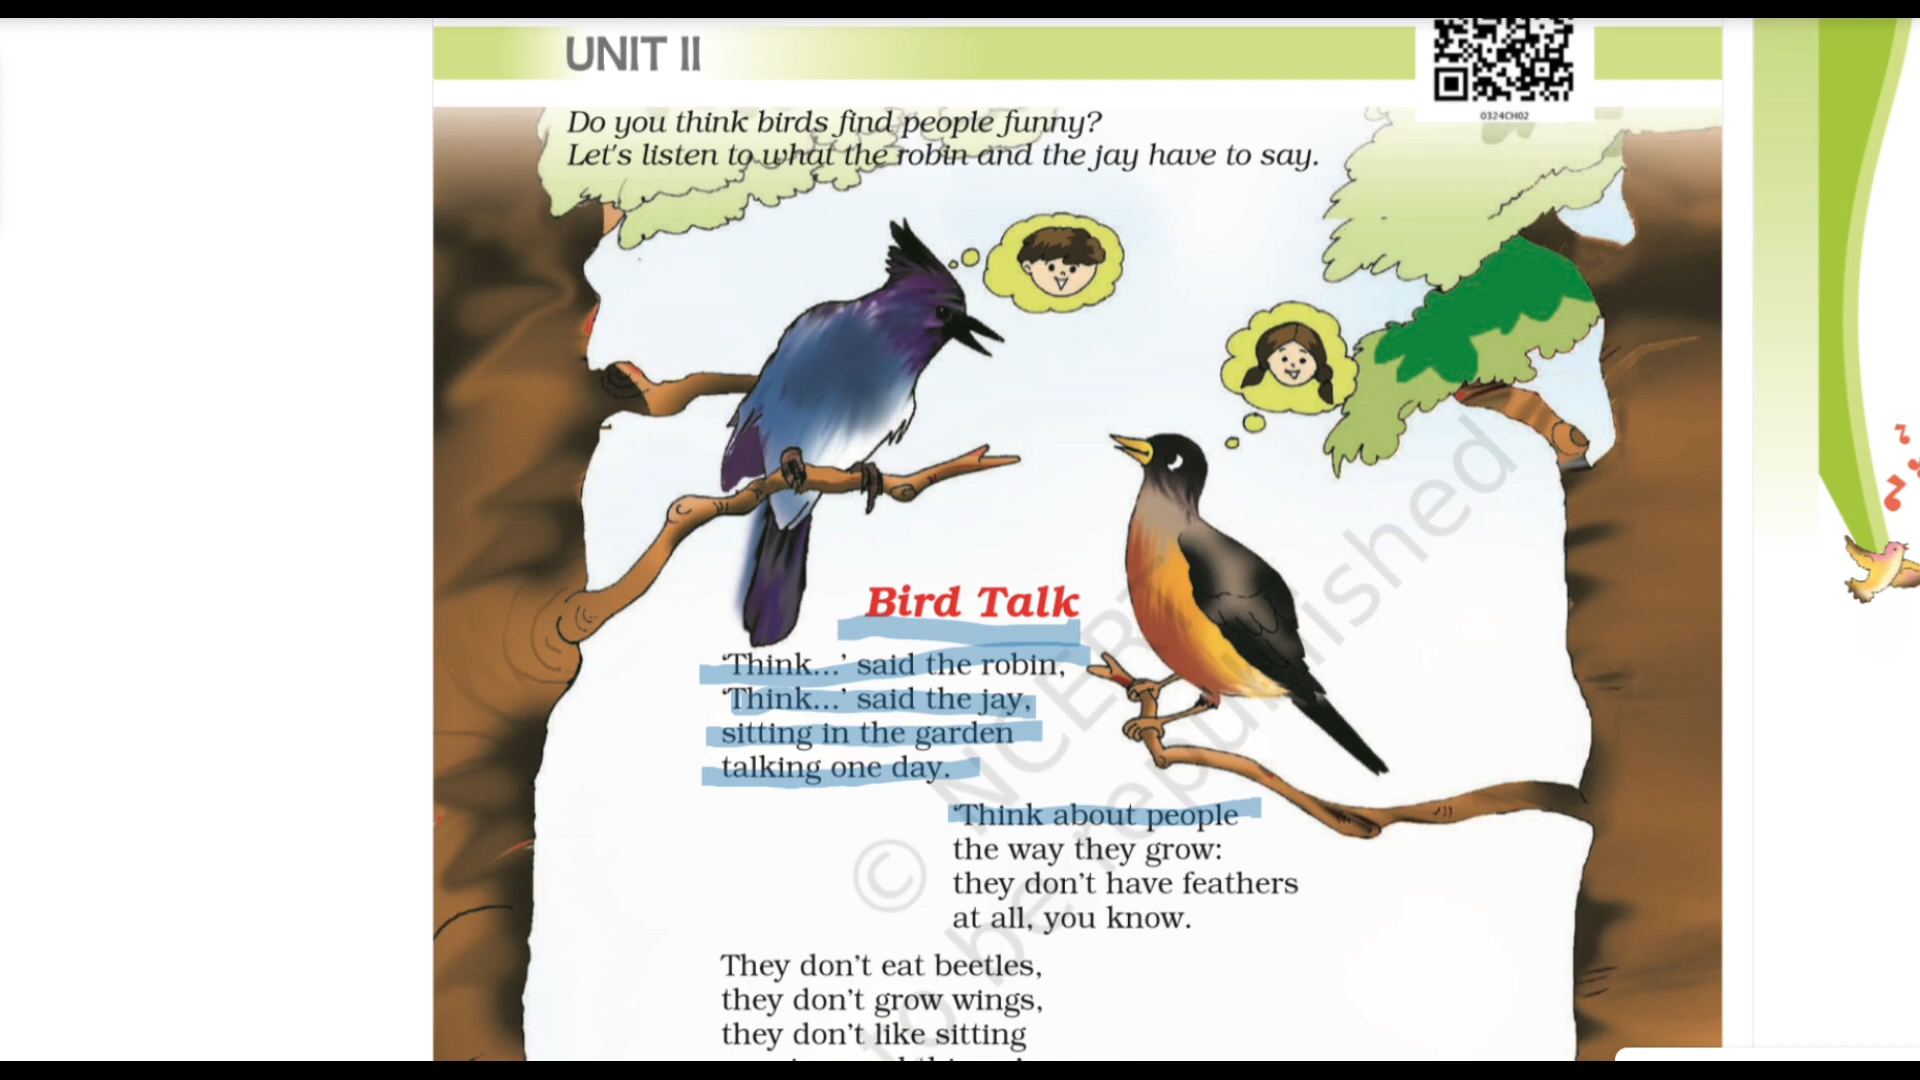 UNIT II
0324CH02
Do you think birds find people funny?
Let's listen to what the robin and the jay have to say.
Bird Talk
‘Think...’ said the robin,
‘Think...’ said the jay,
sitting in the garden
talking one day.
‘Think about people
the way they grow:
they don’t have feathers
at all, you know.
They don’t eat beetles,
they don’t grow wings,
they don’t like sitting
© NCERT
to be republished